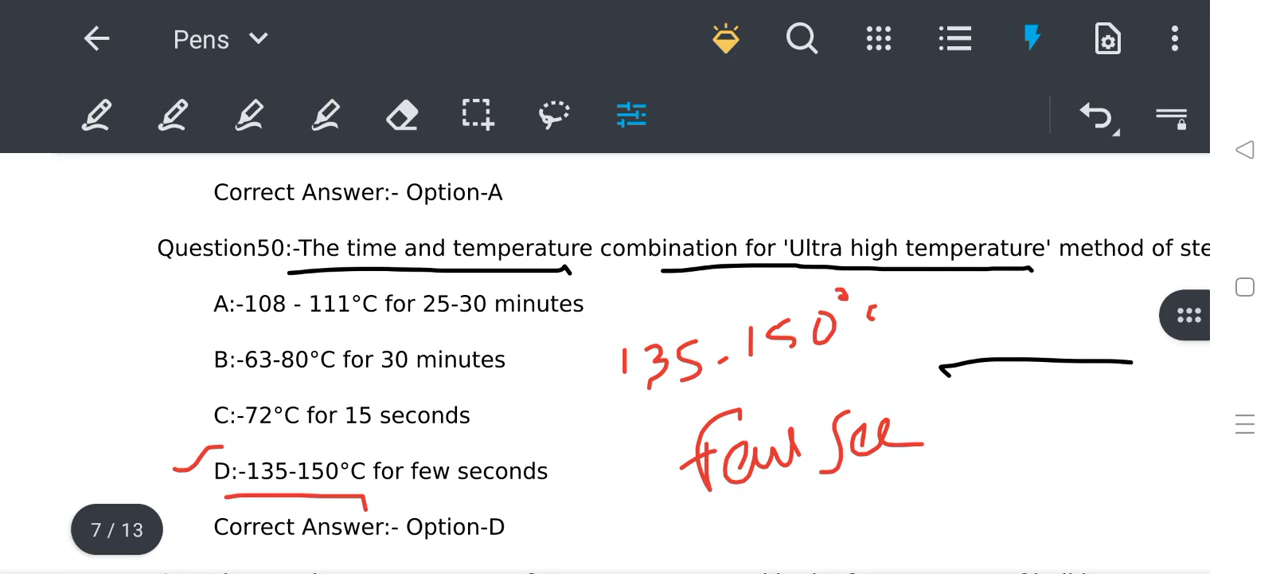 Pens
Correct Answer:- Option-A
Question50:-The time and temperature combination for 'Ultra high temperature' method of ste
A:-108 - 111°C for 25-30 minutes
135-150°c
B:-63-80°C for 30 minutes
C:-72°C for 15 seconds
D:-135-150°C for few seconds
7 / 13
Correct Answer:- Option-D